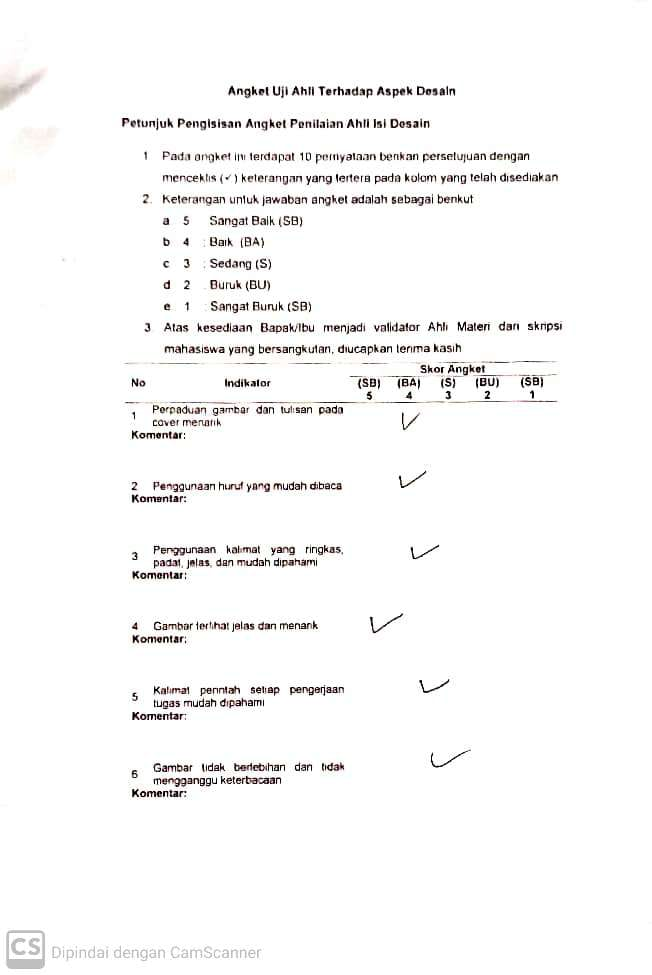 Angket Uji Ahli Terhadap Aspek Desain
Petunjuk Pengisisan Angket Penilaian Ahli Isi Desain
1 Pada angket ini terdapat 10 pernyataan berikan persetujuan dengan
menceklis (✓) keterangan yang tertera pada kolom yang telah disediakan
2. Keterangan untuk jawaban angket adalah sebagai berikut
a 5 Sangat Baik (SB)
b 4 : Baik (BA)
c 3 : Sedang (S)
d 2 Buruk (BU)
e 1 : Sangat Buruk (SB)
3 Atas kesediaan Bapak/Ibu menjadi validator Ahli Materi dari skripsi
mahasiswa yang bersangkutan, diucapkan terima kasih
Skor Angket
No Indikator (SB) (BA) (S) (BU) (SB)
5 4 3 2 1
1 Perpaduan gambar dan tulisan pada
cover menarik ✓
Komentar:
2 Penggunaan huruf yang mudah dibaca ✓
Komentar:
3 Penggunaan kalimat yang ringkas, ✓
padat, jelas, dan mudah dipahami
Komentar:
4 Gambar terlihat jelas dan menarik ✓
Komentar:
5 Kalimat perintah setiap pengerjaan ✓
tugas mudah dipahami
Komentar:
6 Gambar tidak berlebihan dan tidak ✓
mengganggu keterbacaan
Komentar:
CS Dipindai dengan CamScanner